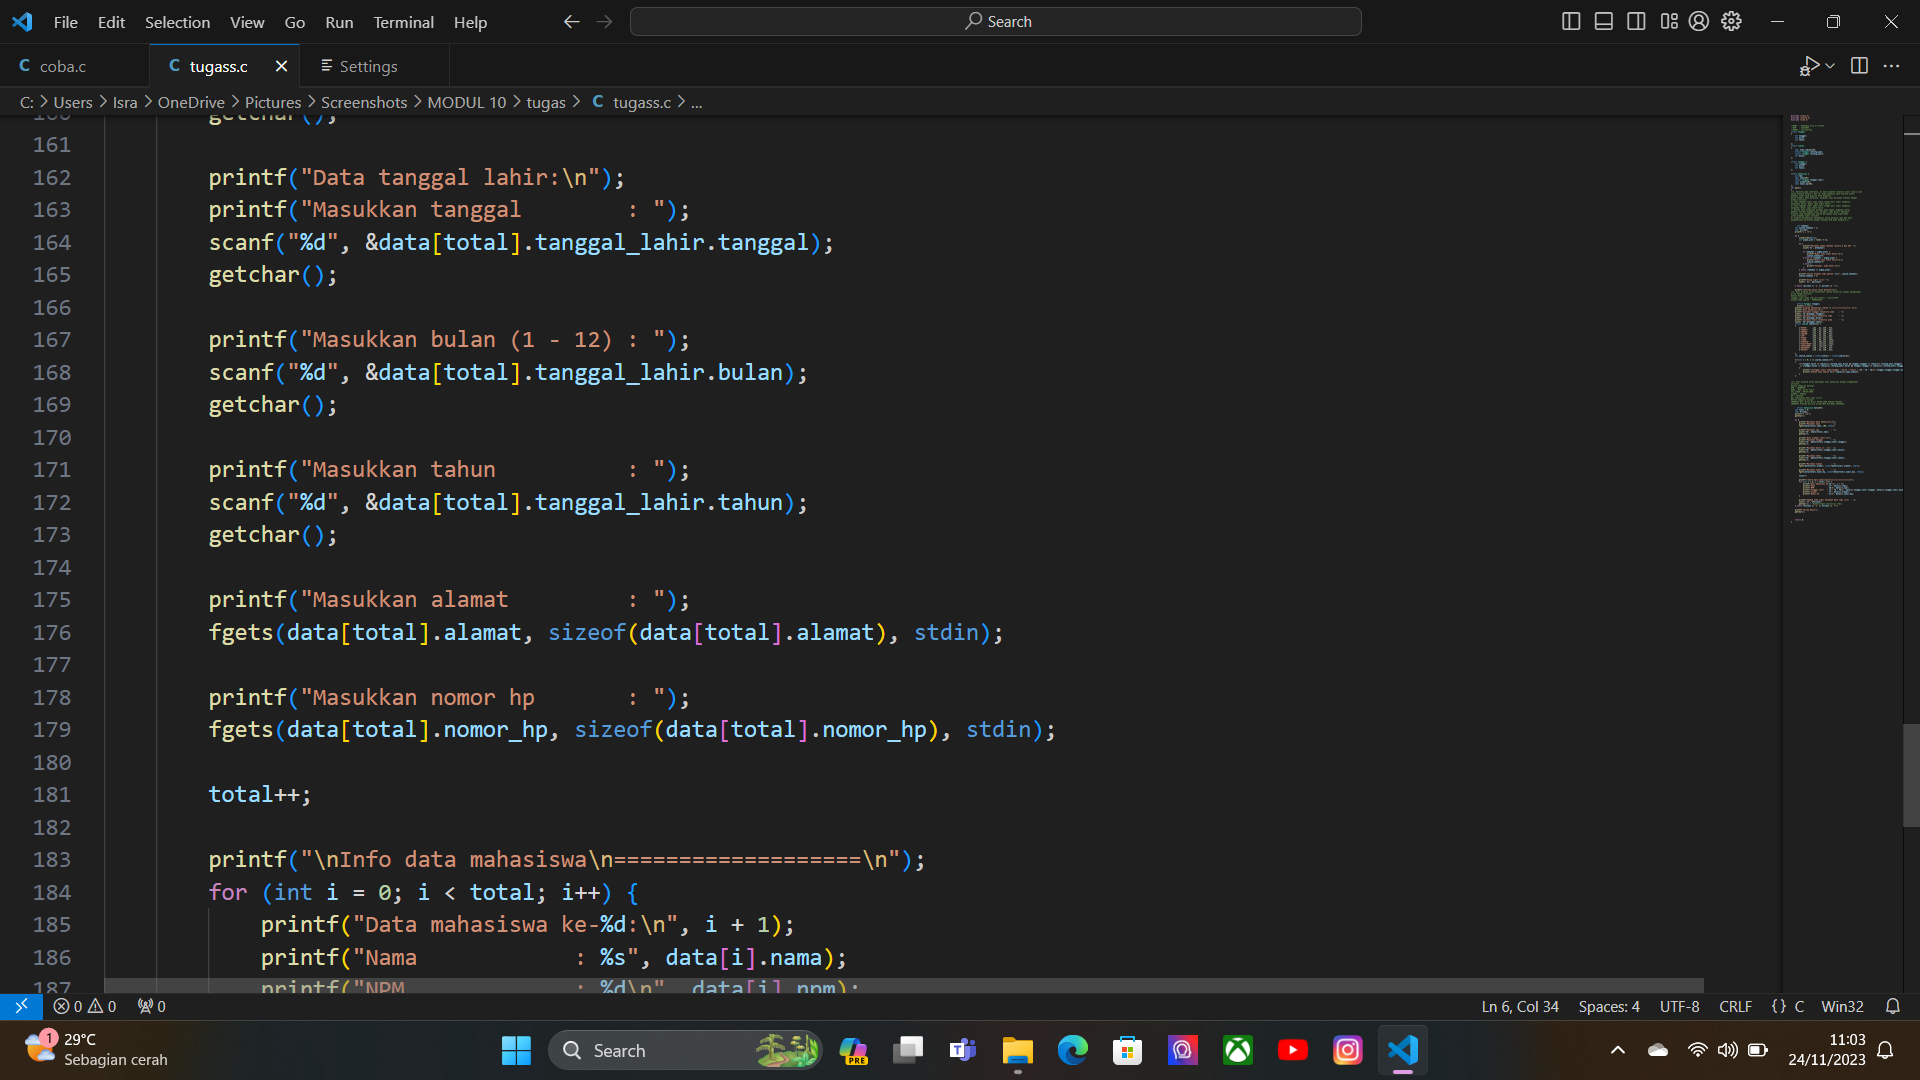 File Edit Selection View Go Run Terminal Help Search
coba.c tugass.c Settings
C: > Users > Isra > OneDrive > Pictures > Screenshots > MODUL 10 > tugas > C tugass.c > ...
160 getchar();
161
162 printf("Data tanggal lahir:\n");
163 printf("Masukkan tanggal        : ");
164 scanf("%d", &data[total].tanggal_lahir.tanggal);
165 getchar();
166
167 printf("Masukkan bulan (1 - 12) : ");
168 scanf("%d", &data[total].tanggal_lahir.bulan);
169 getchar();
170
171 printf("Masukkan tahun          : ");
172 scanf("%d", &data[total].tanggal_lahir.tahun);
173 getchar();
174
175 printf("Masukkan alamat         : ");
176 fgets(data[total].alamat, sizeof(data[total].alamat), stdin);
177
178 printf("Masukkan nomor hp       : ");
179 fgets(data[total].nomor_hp, sizeof(data[total].nomor_hp), stdin);
180
181 total++;
182
183 printf("\nInfo data mahasiswa\n===================\n");
184 for (int i = 0; i < total; i++) {
185 printf("Data mahasiswa ke-%d:\n", i + 1);
186 printf("Nama            : %s", data[i].nama);
187 printf("NPM             : %d\n", data[i].npm);
0 0 0 Ln 6, Col 34 Spaces: 4 UTF-8 CRLF {} C Win32
1 29°C
Sebagian cerah
Search
PRE
11:03
24/11/2023